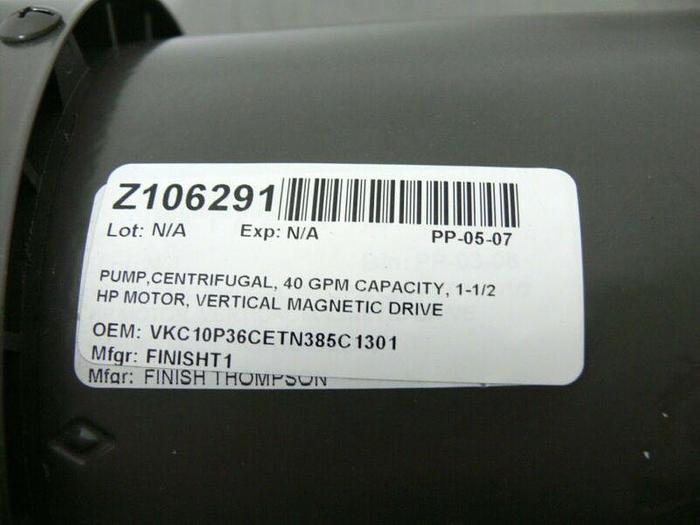 Z106291
Lot: N/A Exp: N/A PP-05-07
PUMP,CENTRIFUGAL, 40 GPM CAPACITY, 1-1/2
HP MOTOR, VERTICAL MAGNETIC DRIVE
OEM: VKC10P36CETN385C1301
Mfgr: FINISHT1
Mfgr: FINISH THOMPSON